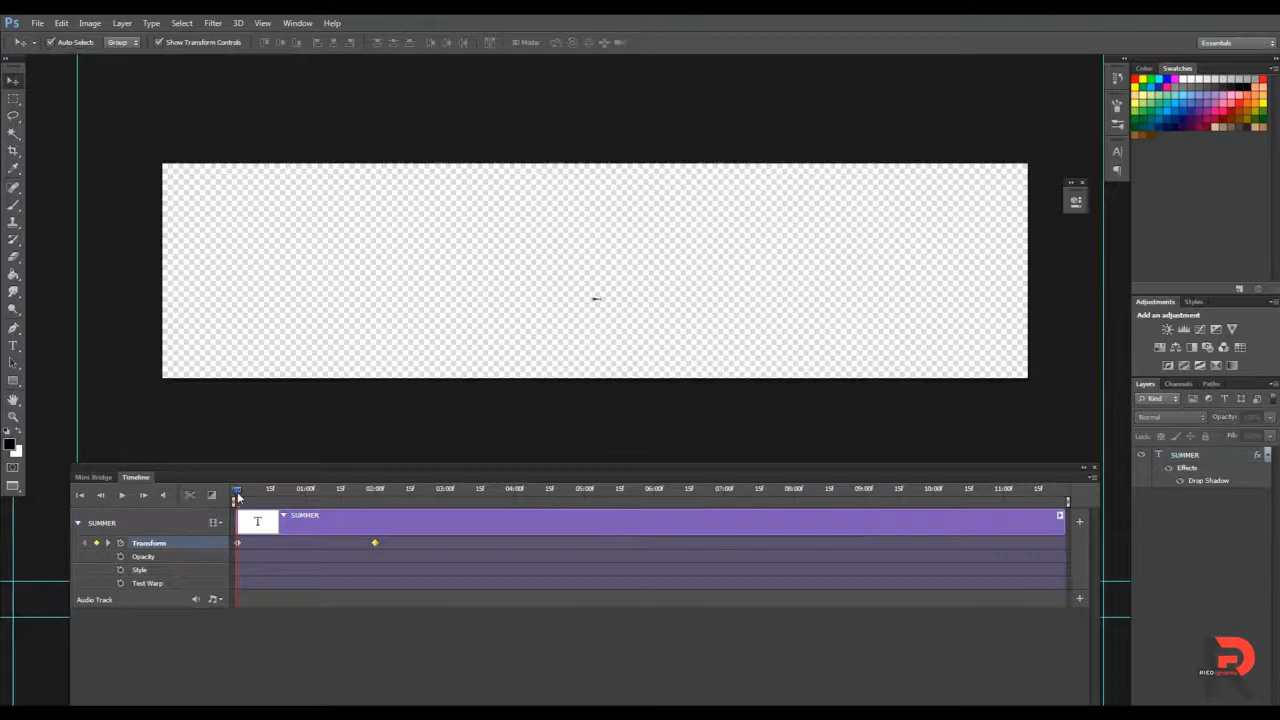 Ps File Edit Image Layer Type Select Filter 3D View Window Help
Auto-Select: Group Show Transform Controls 3D Mode: Essentials
Color Swatches
Adjustments Styles
Add an adjustment
Layers Channels Paths
Kind
Normal Opacity: 100%
Lock: Fill:
T SUMMER fx
Effects
Drop Shadow
Mini Bridge Timeline
15f 01:00f 15f 02:00f 15f 03:00f 15f 04:00f 15f 05:00f 15f 06:00f 15f 07:00f 15f 08:00f 15f 09:00f 15f 10:00f 15f 11:00f 15f
SUMMER T SUMMER
Transform
Opacity
Style
Text Warp
Audio Track